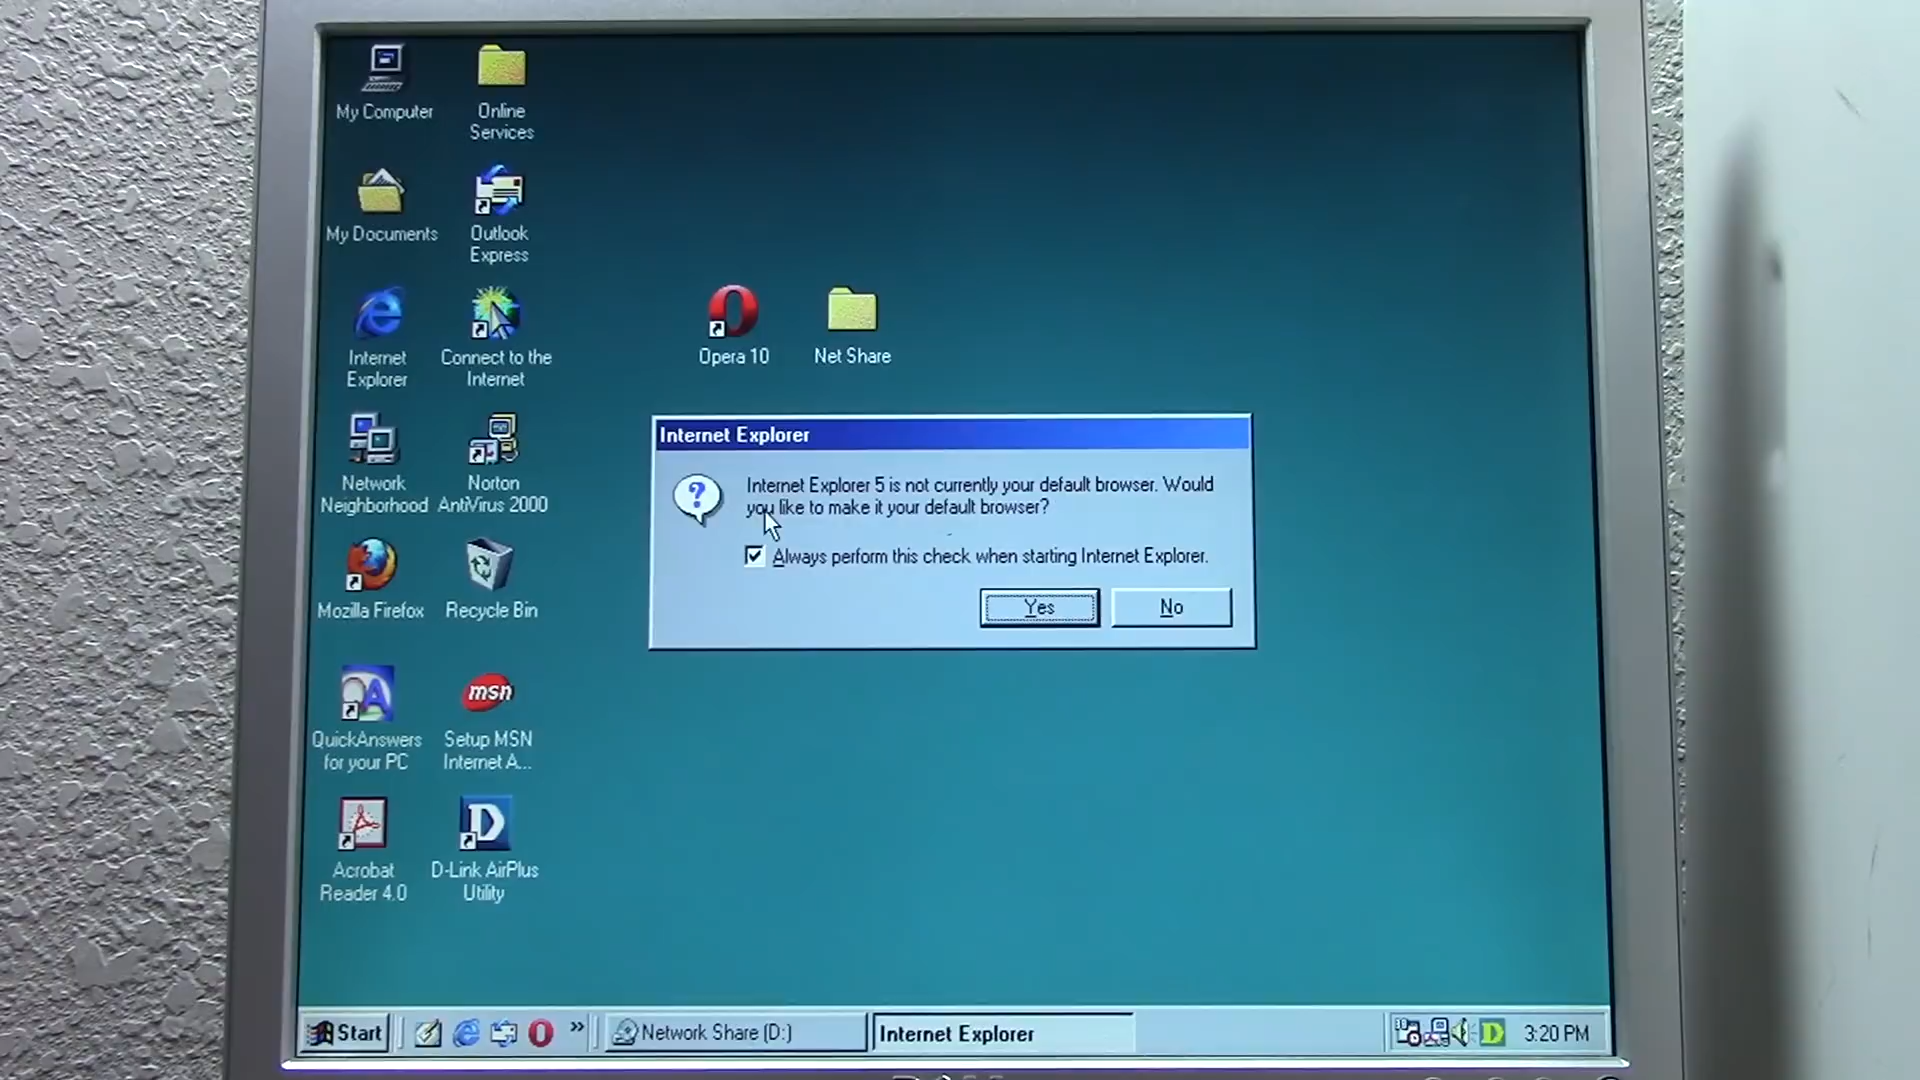 My Computer
Online
Services
My Documents
Outlook
Express
Internet
Explorer
Connect to the
Internet
Opera 10
Net Share
Network
Neighborhood
Norton
AntiVirus 2000
Mozilla Firefox
Recycle Bin
QA
QuickAnswers
for your PC
msn
Setup MSN
Internet A...
Acrobat
Reader 4.0
D
D-Link AirPlus
Utility
Internet Explorer
Internet Explorer 5 is not currently your default browser. Would
you like to make it your default browser?
Always perform this check when starting Internet Explorer.
Yes
No
Start
Network Share (D:)
Internet Explorer
D
3:20 PM